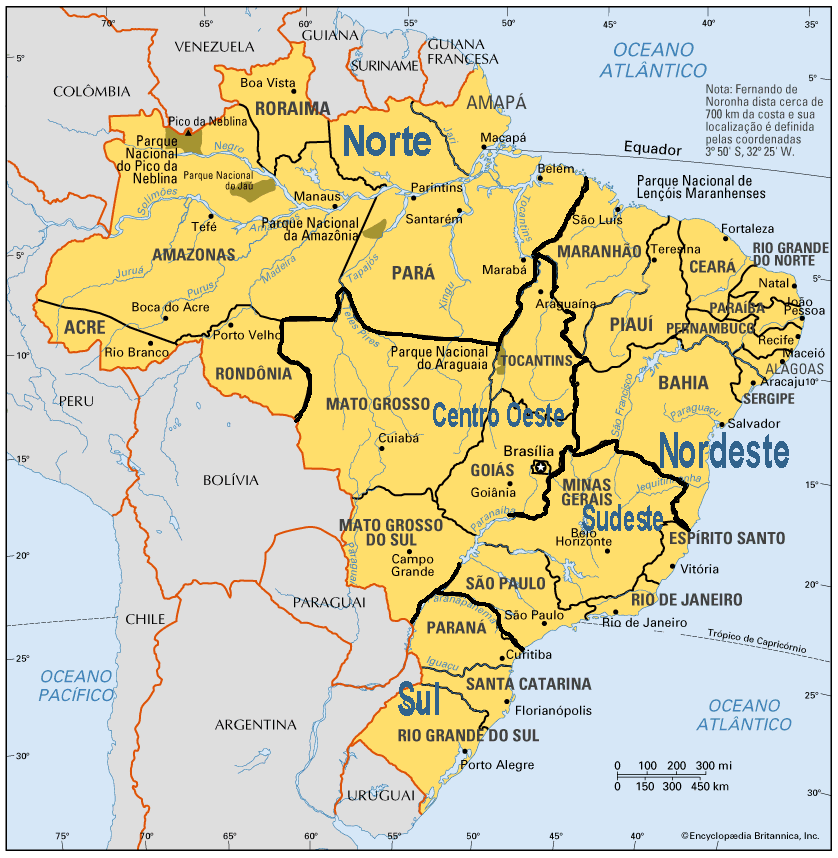 70°
60°
55°
50°
45°
40°
35°
GUIANA
VENEZUELA
GUIANA
FRANCESA
SURINAME
OCEANO
ATLÂNTICO
5°
5°
COLÔMBIA
Boa Vista
RORAIMA
AMAPÁ
Nota: Fernando de
Noronha dista cerca de
700 km da costa e sua
localização é definida
pelas coordenadas
3° 50' S, 32° 25' W.
Pico da Neblina
Parque
Nacional
do Pico da
Neblina
Negro
Norte
Jari
Macapá
Equador
Parque Nacional
do Jaú
Belém
Parque Nacional de
Lençóis Maranhenses
Solimões
Manaus
Parintins
Santarém
Tefé
Parque Nacional
da Amazônia
Tocantins
São Luís
Fortaleza
AMAZONAS
MARANHÃO
Teresina
RIO GRANDE
DO NORTE
CEARÁ
5°
5°
Juruá
Purus
Madeira
Tapajós
PARÁ
Xingu
Marabá
Natal
Araguaína
João
Pessoa
PARAÍBA
Boca do Acre
ACRE
Porto Velho
Teles Pires
PIAUÍ
PERNAMBUCO
Recife
Rio Branco
10°
Parque Nacional
do Araguaia
TOCANTINS
Maceió
ALAGOAS
RONDÔNIA
BAHIA
Aracaju
10°
SERGIPE
PERU
MATO GROSSO
Centro Oeste
São Francisco
Paraguaçu
Salvador
Cuiabá
Brasília
Nordeste
BOLÍVIA
15°
GOIÁS
Goiânia
MINAS
GERAIS
Jequitinhonha
15°
Paranaíba
Sudeste
MATO GROSSO
DO SUL
Belo
Horizonte
ESPÍRITO SANTO
20°
Paraguai
Campo
Grande
Vitória
SÃO PAULO
20°
PARAGUAI
Paranapanema
São Paulo
RIO DE JANEIRO
Rio de Janeiro
CHILE
PARANÁ
Trópico de Capricórnio
25°
Curitiba
Iguaçu
OCEANO
PACÍFICO
Sul
SANTA CATARINA
25°
Florianópolis
OCEANO
ATLÂNTICO
ARGENTINA
RIO GRANDE DO SUL
30°
Porto Alegre
0 100 200 300 mi
0 150 300 450 km
URUGUAI
30°
75°
70°
65°
60°
55°
50°
45°
40°
©Encyclopædia Britannica, Inc.